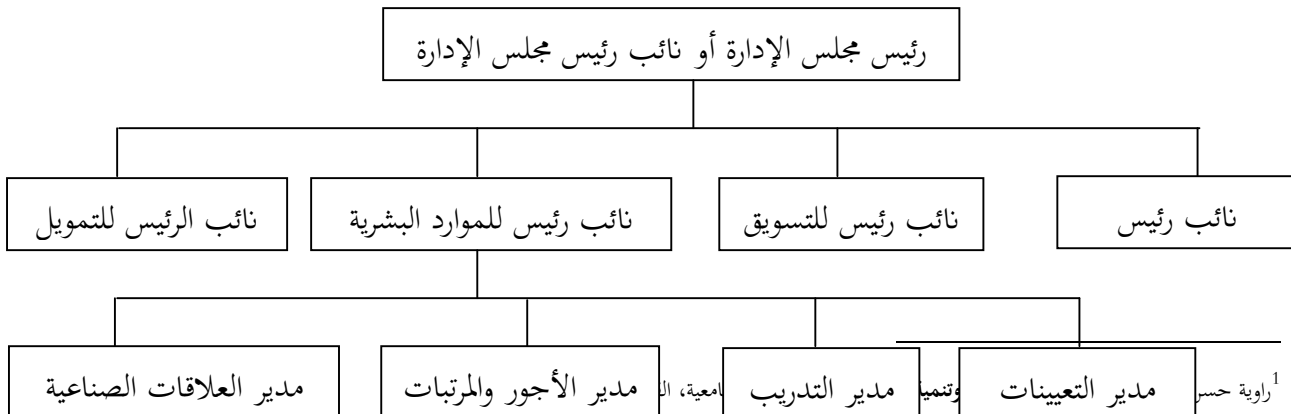 رئيس مجلس الإدارة أو نائب رئيس مجلس الإدارة
نائب رئيس نائب رئيس للتسويق نائب رئيس للموارد البشرية نائب الرئيس للتمويل
مدير التعيينات مدير التدريب مدير الأجور والمرتبات مدير العلاقات الصناعية
1راوية